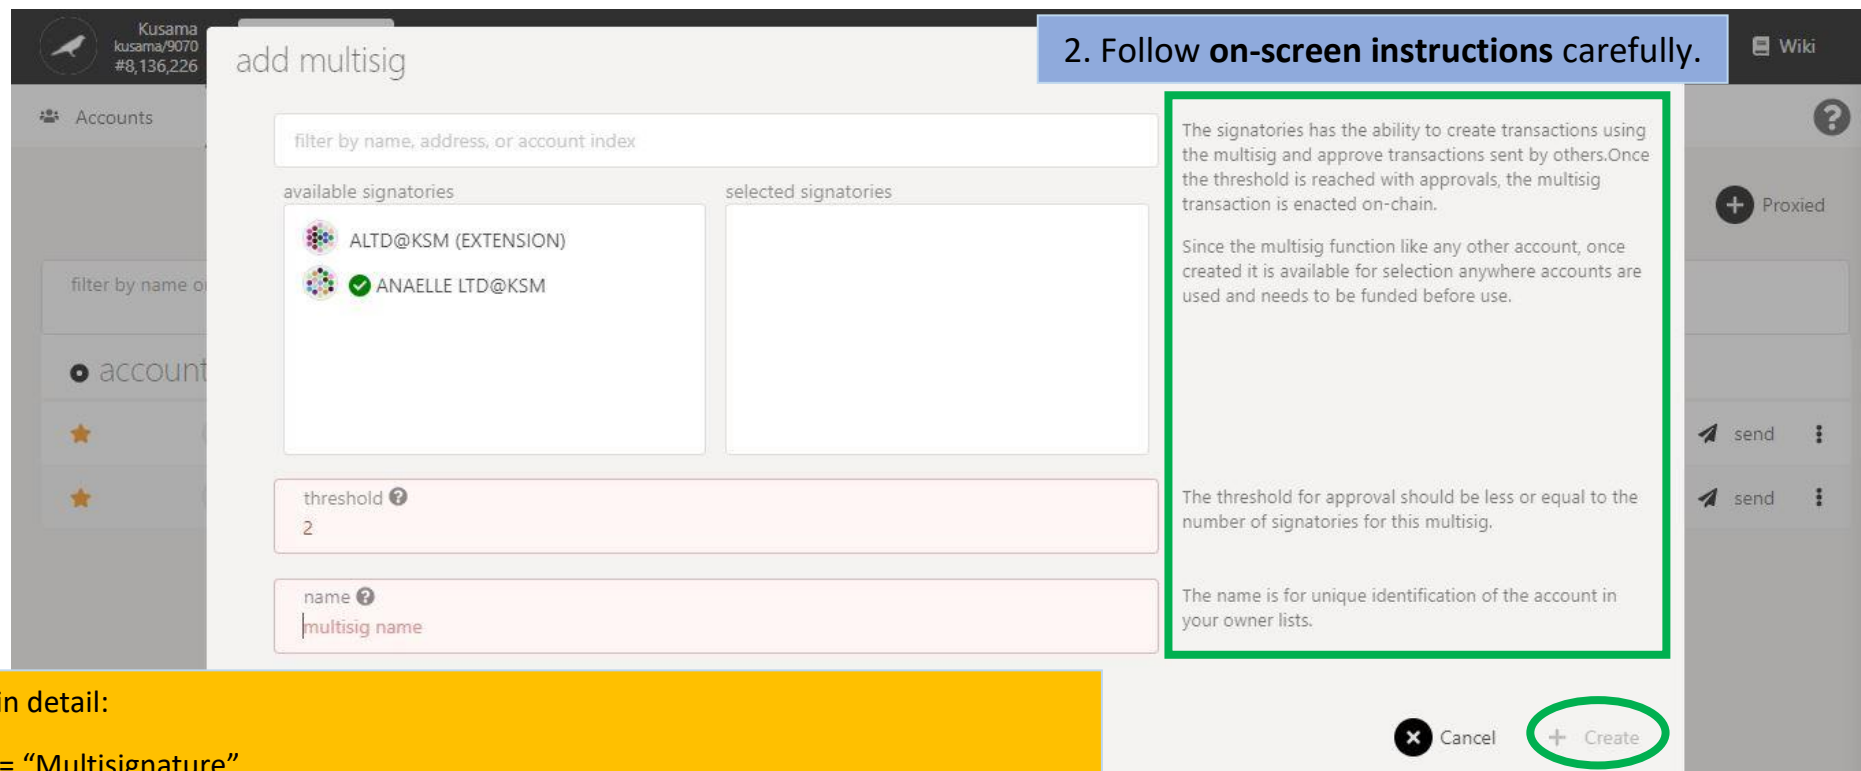 Kusama
kusama/9070
#8,136,226
add multisig
2. Follow on-screen instructions carefully.
Wiki
Accounts
filter by name, address, or account index
available signatories
selected signatories
ALTD@KSM (EXTENSION)
ANAELLE LTD@KSM
The signatories has the ability to create transactions using
the multisig and approve transactions sent by others.Once
the threshold is reached with approvals, the multisig
transaction is enacted on-chain.
Since the multisig function like any other account, once
created it is available for selection anywhere accounts are
used and needs to be funded before use.
Proxied
filter by name o
account
send
send
threshold
2
The threshold for approval should be less or equal to the
number of signatories for this multisig.
name
multisig name
The name is for unique identification of the account in
your owner lists.
in detail:
= “Multisignature”
Cancel
Create